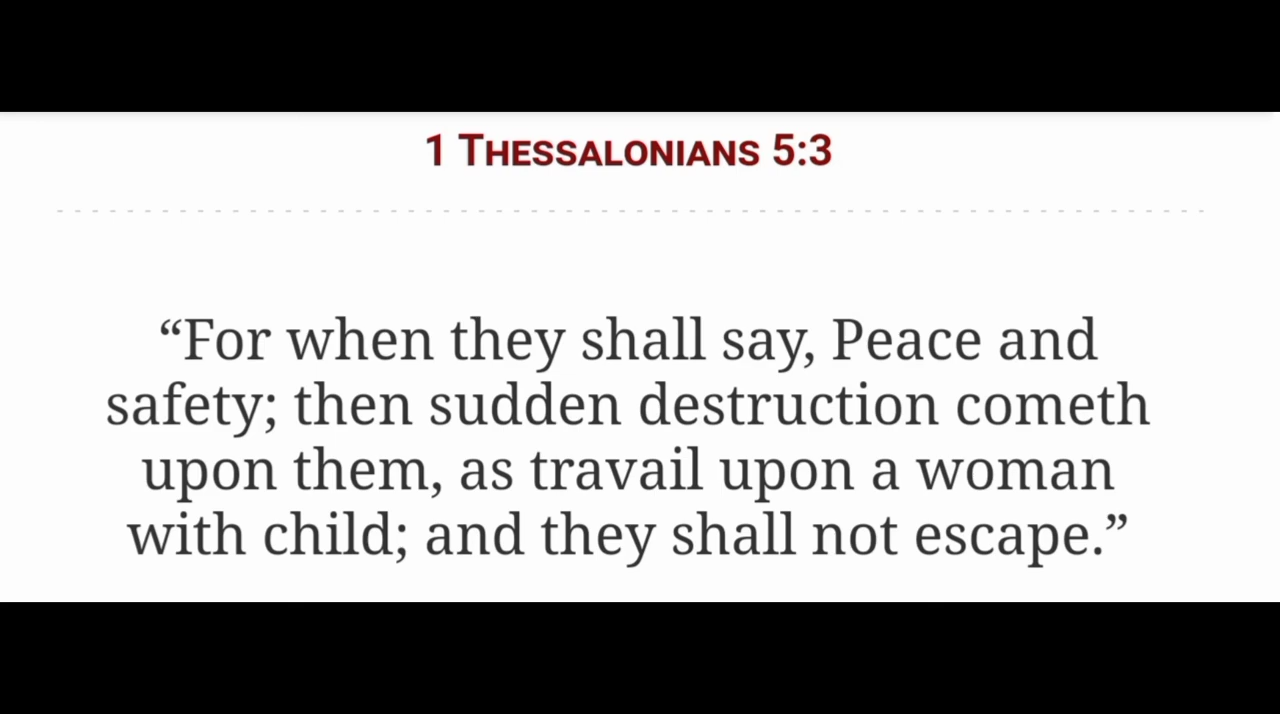 1 Thessalonians 5:3
“For when they shall say, Peace and
safety; then sudden destruction cometh
upon them, as travail upon a woman
with child; and they shall not escape.”